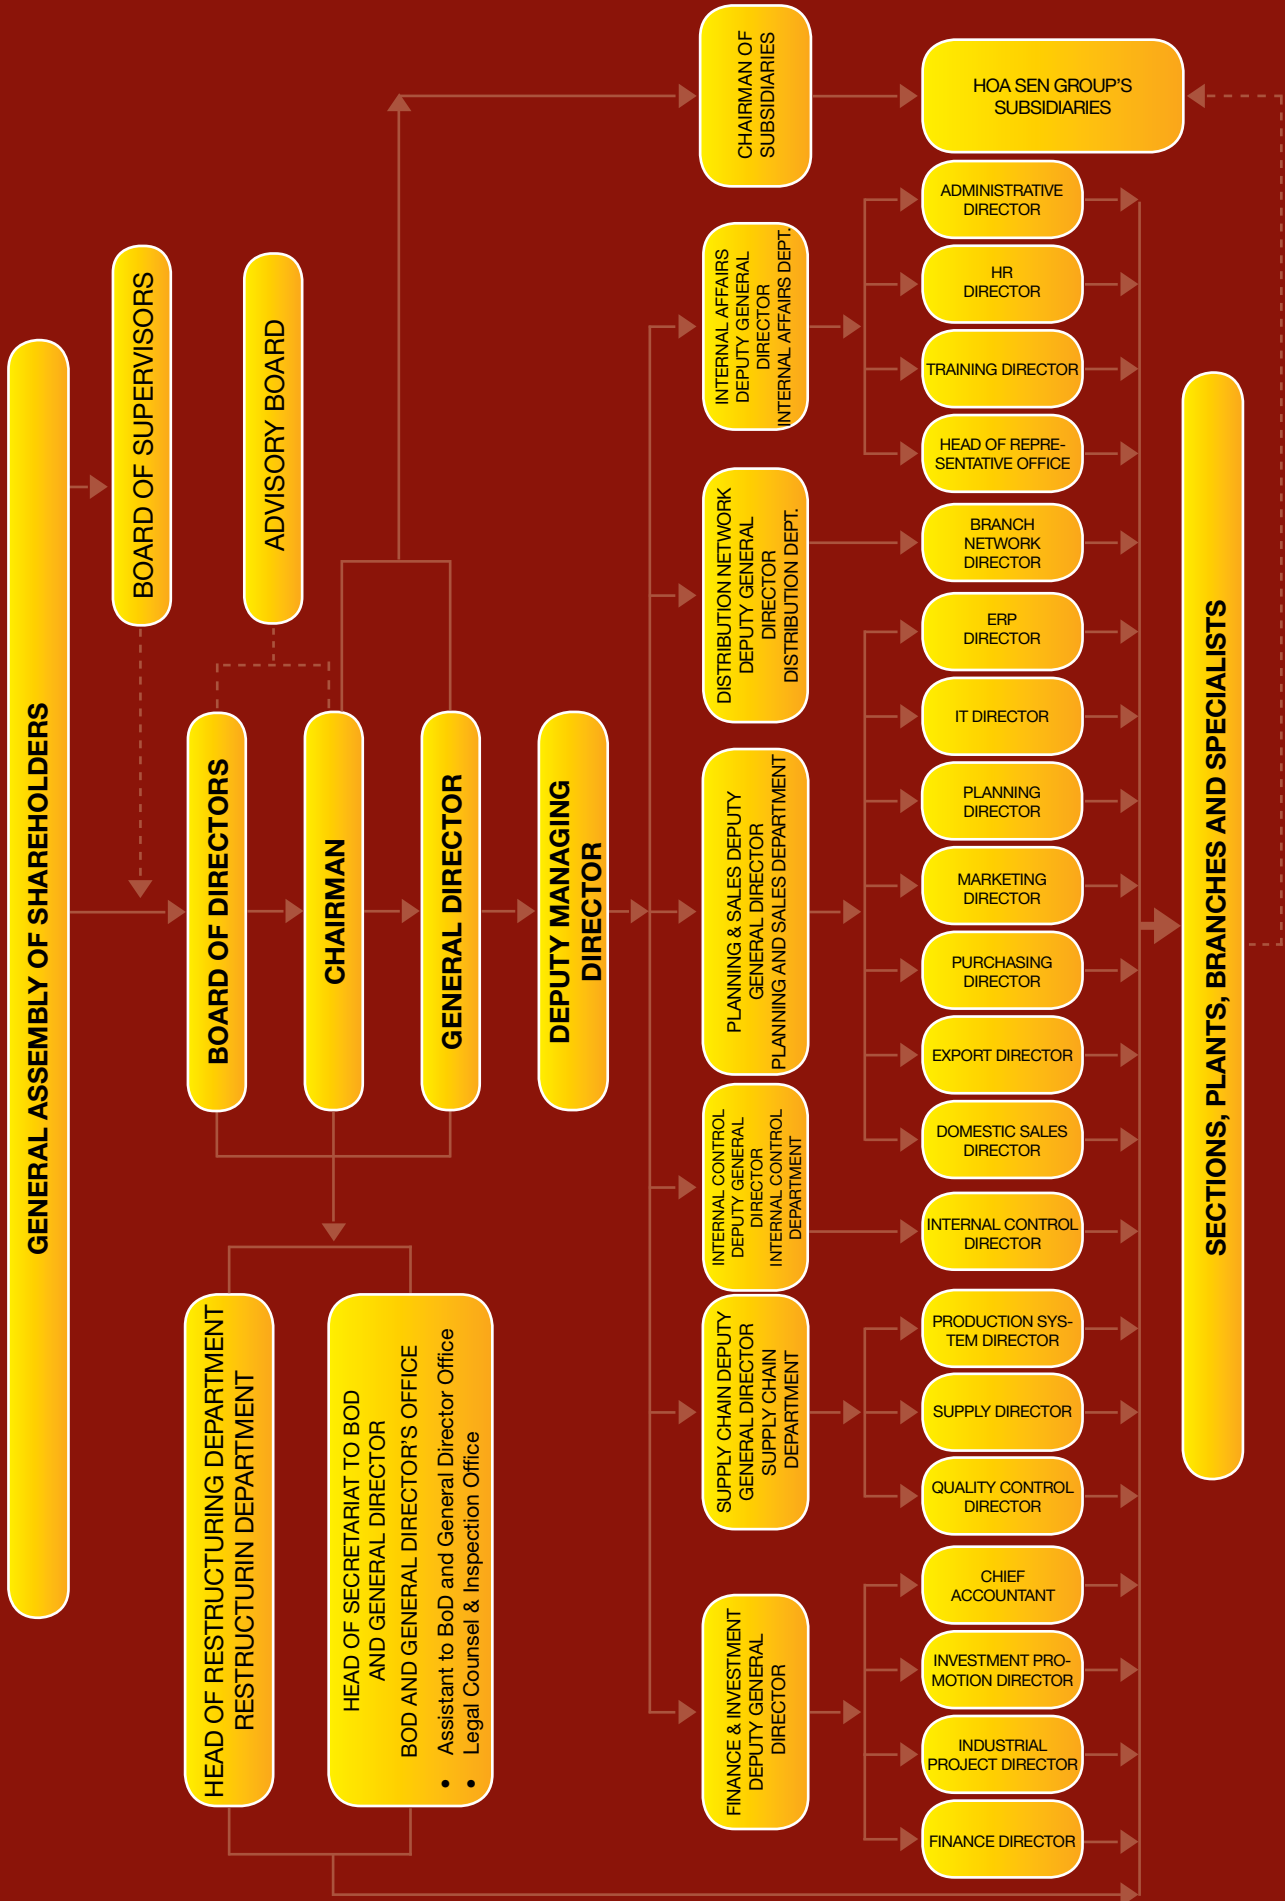 GENERAL ASSEMBLY OF SHAREHOLDERS
BOARD OF SUPERVISORS
ADVISORY BOARD
BOARD OF DIRECTORS
CHAIRMAN
GENERAL DIRECTOR
DEPUTY MANAGING
DIRECTOR
HEAD OF RESTRUCTURING DEPARTMENT
RESTRUCTURIN DEPARTMENT
HEAD OF SECRETARIAT TO BOD
AND GENERAL DIRECTOR
BOD AND GENERAL DIRECTOR'S OFFICE
• Assistant to BoD and General Director Office
• Legal Counsel & Inspection Office
FINANCE & INVESTMENT
DEPUTY GENERAL
DIRECTOR
SUPPLY CHAIN DEPUTY
GENERAL DIRECTOR
SUPPLY CHAIN
DEPARTMENT
INTERNAL CONTROL
DEPUTY GENERAL
DIRECTOR
INTERNAL CONTROL
DEPARTMENT
PLANNING & SALES DEPUTY
GENERAL DIRECTOR
PLANNING AND SALES DEPARTMENT
DISTRIBUTION NETWORK
DEPUTY GENERAL
DIRECTOR
DISTRIBUTION DEPT.
INTERNAL AFFAIRS
DEPUTY GENERAL
DIRECTOR
INTERNAL AFFAIRS DEPT.
CHAIRMAN OF
SUBSIDIARIES
HOA SEN GROUP'S
SUBSIDIARIES
ADMINISTRATIVE
DIRECTOR
HR
DIRECTOR
TRAINING DIRECTOR
HEAD OF REPRE-
SENTATIVE OFFICE
BRANCH
NETWORK
DIRECTOR
ERP
DIRECTOR
IT DIRECTOR
PLANNING
DIRECTOR
MARKETING
DIRECTOR
PURCHASING
DIRECTOR
EXPORT DIRECTOR
DOMESTIC SALES
DIRECTOR
INTERNAL CONTROL
DIRECTOR
PRODUCTION SYS-
TEM DIRECTOR
SUPPLY DIRECTOR
QUALITY CONTROL
DIRECTOR
CHIEF
ACCOUNTANT
INVESTMENT PRO-
MOTION DIRECTOR
INDUSTRIAL
PROJECT DIRECTOR
FINANCE DIRECTOR
SECTIONS, PLANTS, BRANCHES AND SPECIALISTS